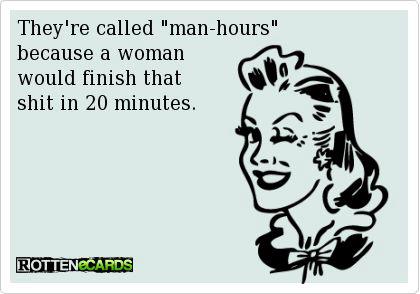 They're called "man-hours"
because a woman
would finish that
shit in 20 minutes.
ROTTENeCARDS